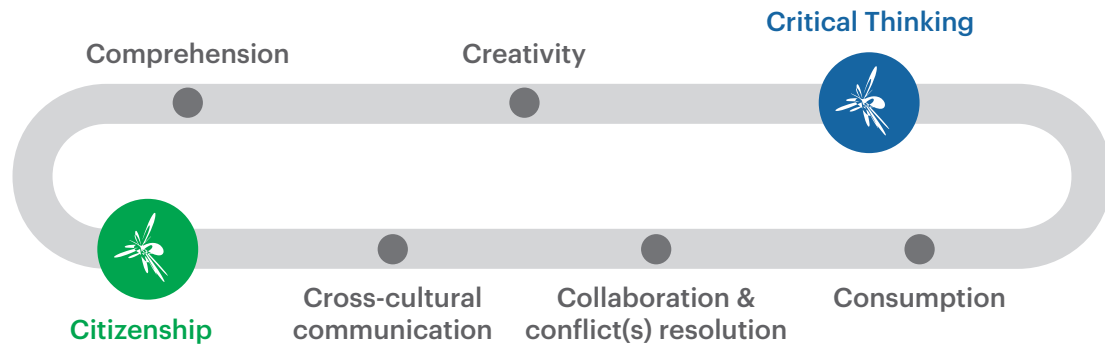 Critical Thinking
Comprehension
Creativity
Cross-cultural
communication
Collaboration &
conflict(s) resolution
Consumption
Citizenship